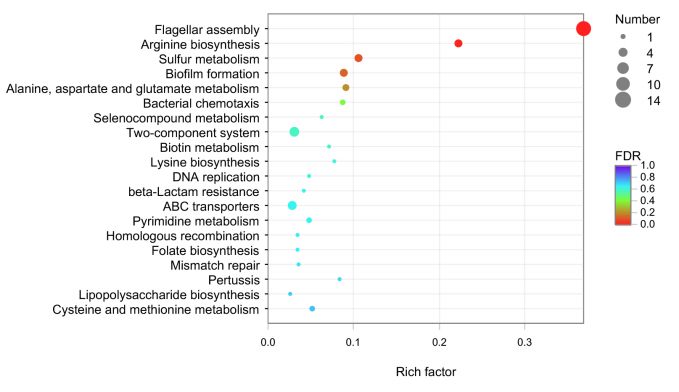 Flagellar assembly
Arginine biosynthesis
Sulfur metabolism
Biofilm formation
Alanine, aspartate and glutamate metabolism
Bacterial chemotaxis
Selenocompound metabolism
Two-component system
Biotin metabolism
Lysine biosynthesis
DNA replication
beta-Lactam resistance
ABC transporters
Pyrimidine metabolism
Homologous recombination
Folate biosynthesis
Mismatch repair
Pertussis
Lipopolysaccharide biosynthesis
Cysteine and methionine metabolism
0.0 0.1 0.2 0.3
Rich factor
Number
1
4
7
10
14
FDR
1.0
0.8
0.6
0.4
0.2
0.0